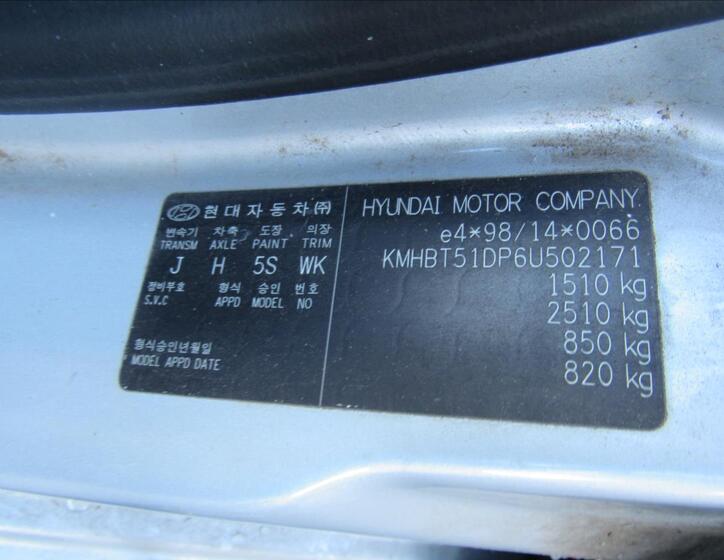 현대자동차㈜
변속기 차축 도장 의장
TRANSM AXLE PAINT TRIM
J H 5S WK
정비부호 형식 승인 번호
S.V.C APPD MODEL NO
형식승인년월일
MODEL APPD DATE
HYUNDAI MOTOR COMPANY
e4*98/14*0066
KMHBT51DP6U502171
1510 kg
2510 kg
850 kg
820 kg